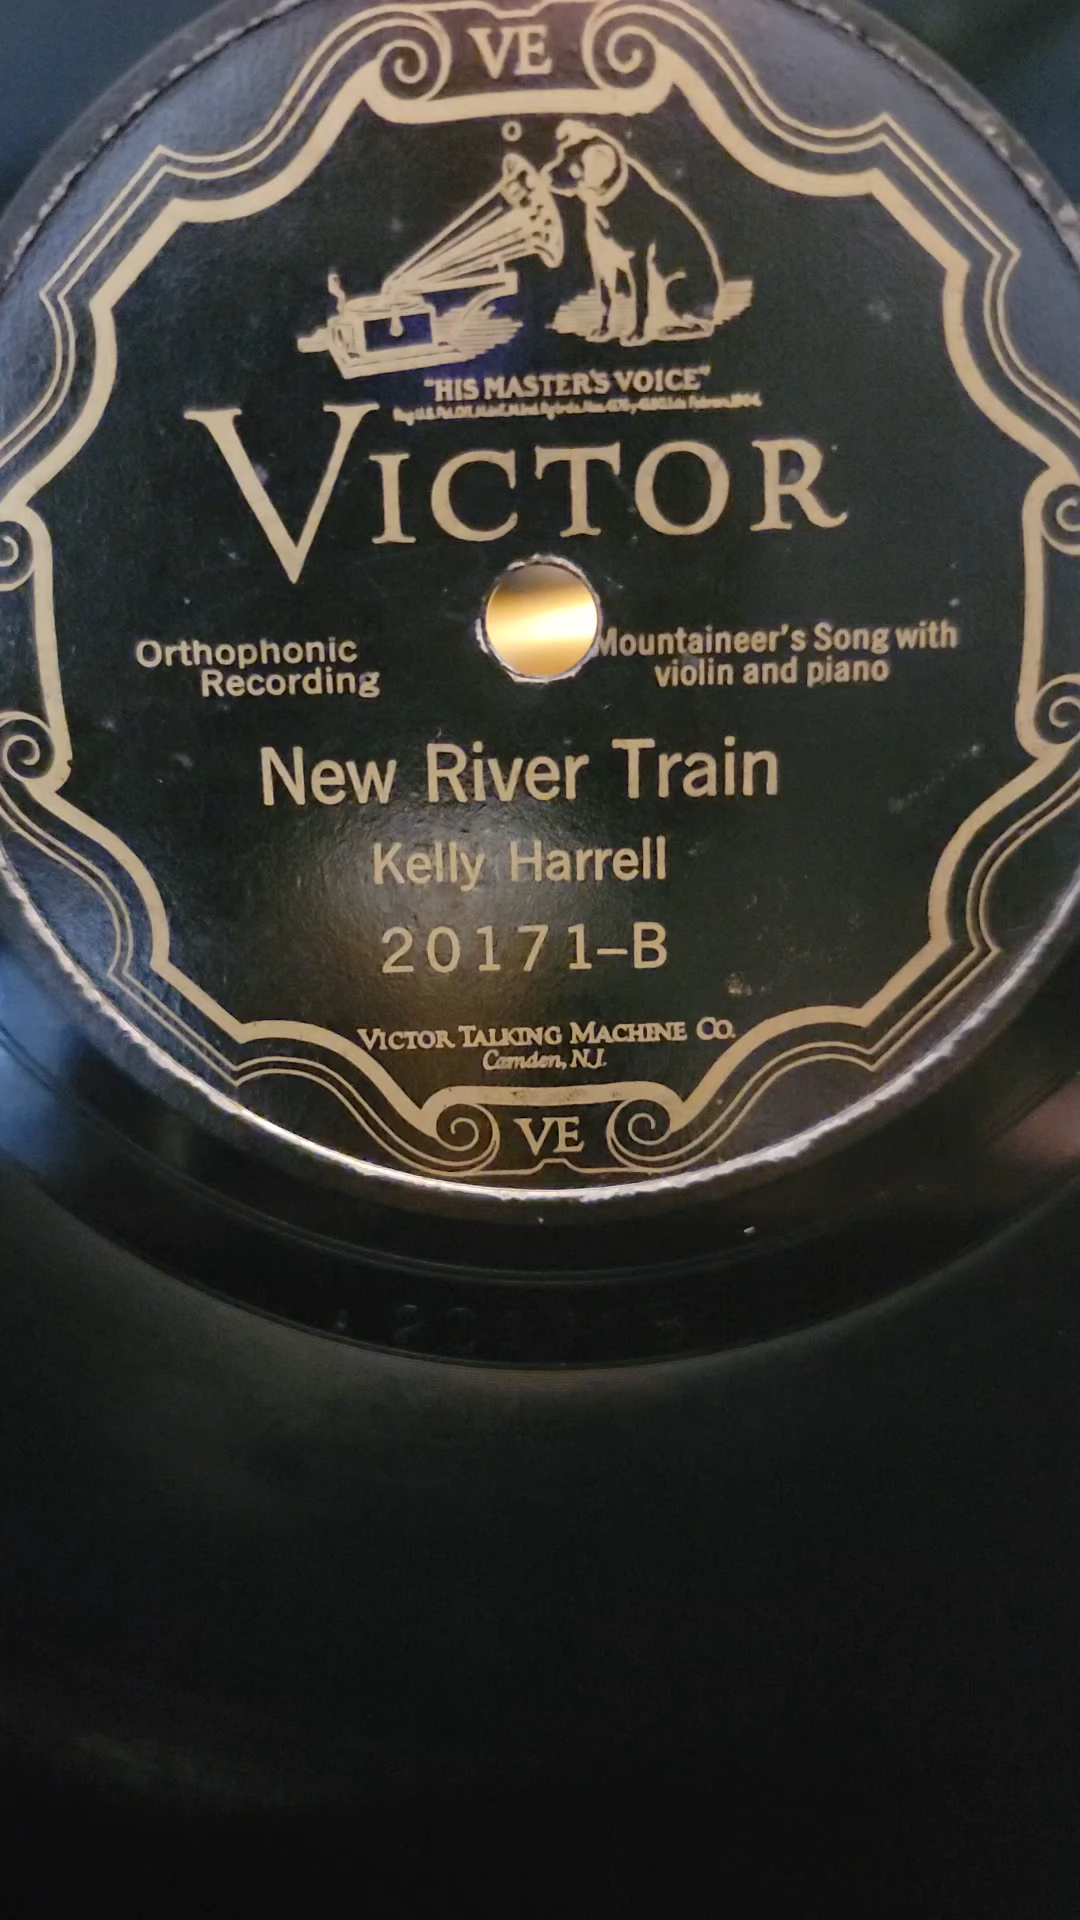 VE
"HIS MASTER'S VOICE"
VICTOR
Orthophonic
Recording
Mountaineer's Song with
violin and piano
New River Train
Kelly Harrell
20171-B
VICTOR TALKING MACHINE CO.
Camden, N.J.
VE